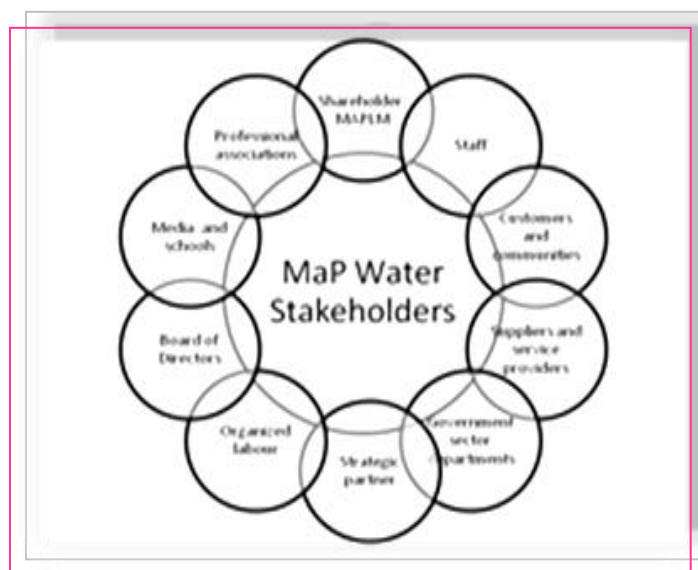 Shareholder
MAPLM
Staff
Customers
and
communities
Suppliers and
service
providers
Government
sector
departments
Strategic
partner
Organized
labour
Board of
Directors
Media and
schools
Professional
associations
MaP Water
Stakeholders